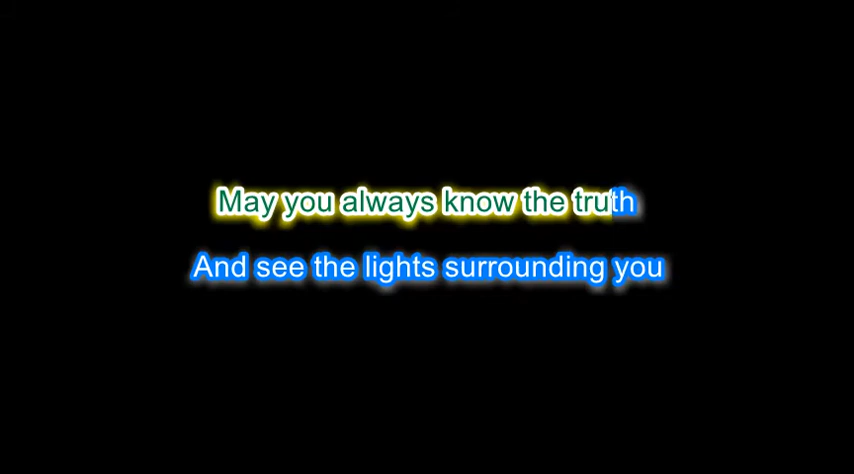 May you always know the truth
And see the lights surrounding you